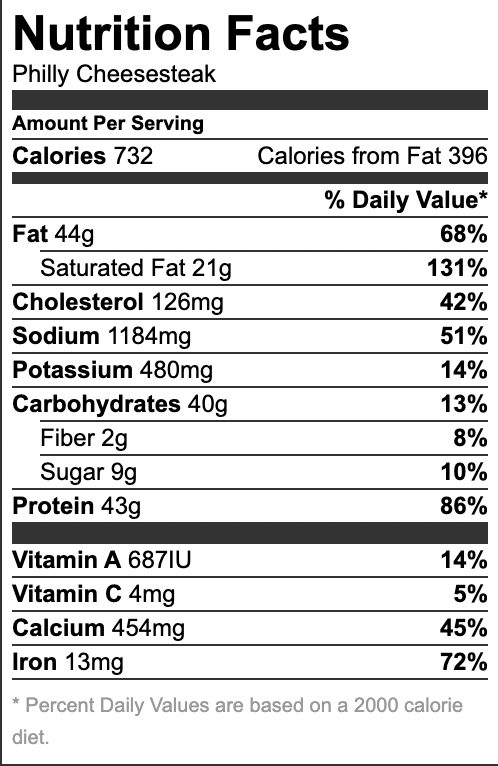 Nutrition Facts
Philly Cheesesteak
Amount Per Serving
Calories 732 Calories from Fat 396
% Daily Value*
Fat 44g 68%
Saturated Fat 21g 131%
Cholesterol 126mg 42%
Sodium 1184mg 51%
Potassium 480mg 14%
Carbohydrates 40g 13%
Fiber 2g 8%
Sugar 9g 10%
Protein 43g 86%
Vitamin A 687IU 14%
Vitamin C 4mg 5%
Calcium 454mg 45%
Iron 13mg 72%
* Percent Daily Values are based on a 2000 calorie
diet.